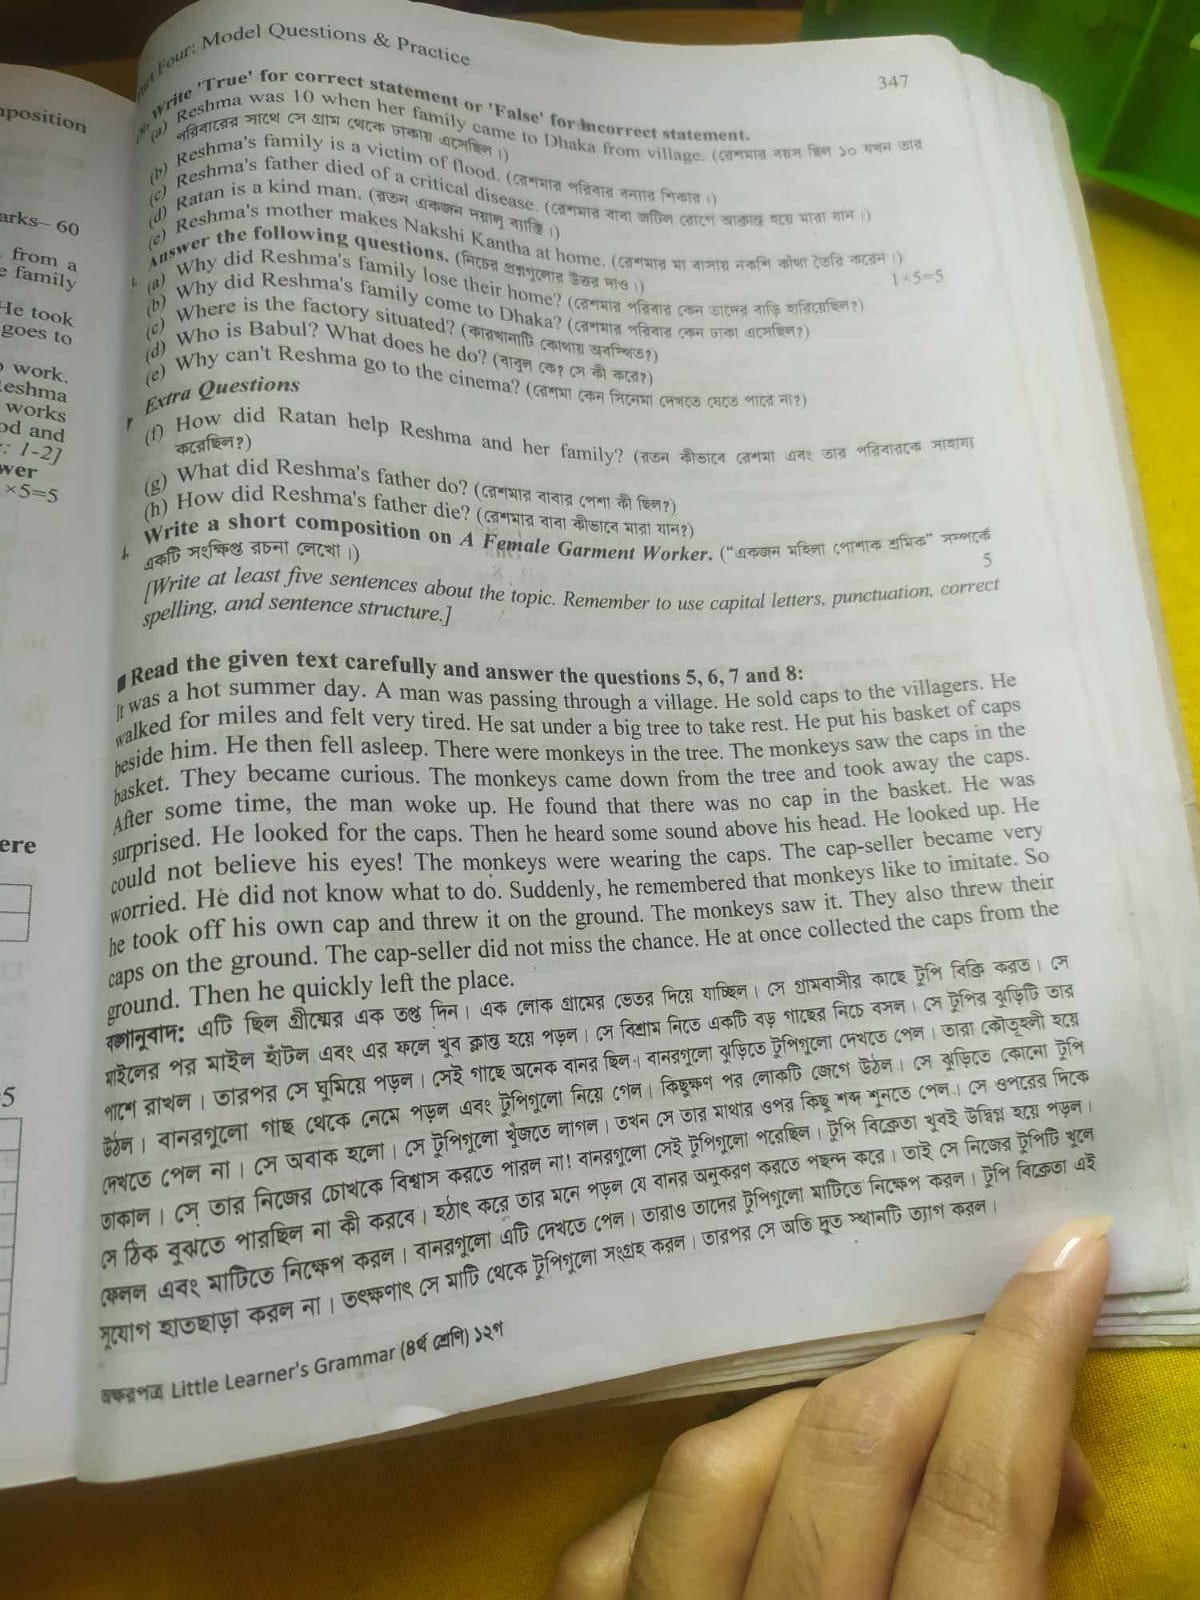 mposition
arks– 60
from a
e family
He took
goes to
work.
eshma
works
od and
: 1-2]
wer
×5=5
ere
5
Part Four: Model Questions & Practice
347
Write 'True' for correct statement or 'False' for incorrect statement.
(a) Reshma was 10 when her family came to Dhaka from village. (রেশমার বয়স ছিল ১০ যখন তার
পরিবারের সাথে সে গ্রাম থেকে ঢাকায় এসেছিল।)
(b) Reshma's family is a victim of flood. (রেশমার পরিবার বন্যার শিকার।)
(c) Reshma's father died of a critical disease. (রেশমার বাবা জটিল রোগে আক্রান্ত হয়ে মারা যান।)
(d) Ratan is a kind man. (রতন একজন দয়ালু ব্যক্তি।)
(e) Reshma's mother makes Nakshi Kantha at home. (রেশমার মা বাসায় নকশি কাঁথা তৈরি করেন।)
Answer the following questions. (নিচের প্রশ্নগুলোর উত্তর দাও।) 1×5=5
(a) Why did Reshma's family lose their home? (রেশমার পরিবার কেন তাদের বাড়ি হারিয়েছিল?)
(b) Why did Reshma's family come to Dhaka? (রেশমার পরিবার কেন ঢাকা এসেছিল?)
(c) Where is the factory situated? (কারখানাটি কোথায় অবস্থিত?)
(d) Who is Babul? What does he do? (বাবুল কে? সে কী করে?)
(e) Why can't Reshma go to the cinema? (রেশমা কেন সিনেমা দেখতে যেতে পারে না?)
Extra Questions
(f) How did Ratan help Reshma and her family? (রতন কীভাবে রেশমা এবং তার পরিবারকে সাহায্য
করেছিল?)
(g) What did Reshma's father do? (রেশমার বাবার পেশা কী ছিল?)
(h) How did Reshma's father die? (রেশমার বাবা কীভাবে মারা যান?)
Write a short composition on A Female Garment Worker. ("একজন মহিলা পোশাক শ্রমিক" সম্পর্কে
একটি সংক্ষিপ্ত রচনা লেখো।) 5
[Write at least five sentences about the topic. Remember to use capital letters, punctuation, correct
spelling, and sentence structure.]
■ Read the given text carefully and answer the questions 5, 6, 7 and 8:
It was a hot summer day. A man was passing through a village. He sold caps to the villagers. He
walked for miles and felt very tired. He sat under a big tree to take rest. He put his basket of caps
beside him. He then fell asleep. There were monkeys in the tree. The monkeys saw the caps in the
basket. They became curious. The monkeys came down from the tree and took away the caps.
After some time, the man woke up. He found that there was no cap in the basket. He was
surprised. He looked for the caps. Then he heard some sound above his head. He looked up. He
could not believe his eyes! The monkeys were wearing the caps. The cap-seller became very
worried. He did not know what to do. Suddenly, he remembered that monkeys like to imitate. So
he took off his own cap and threw it on the ground. The monkeys saw it. They also threw their
caps on the ground. The cap-seller did not miss the chance. He at once collected the caps from the
ground. Then he quickly left the place.
বঙ্গানুবাদ: এটি ছিল গ্রীষ্মের এক তপ্ত দিন। এক লোক গ্রামের ভেতর দিয়ে যাচ্ছিল। সে গ্রামবাসীর কাছে টুপি বিক্রি করত। সে
মাইলের পর মাইল হাঁটল এবং এর ফলে খুব ক্লান্ত হয়ে পড়ল। সে বিশ্রাম নিতে একটি বড় গাছের নিচে বসল। সে টুপির ঝুড়িটি তার
পাশে রাখল। তারপর সে ঘুমিয়ে পড়ল। সেই গাছে অনেক বানর ছিল। বানরগুলো ঝুড়িতে টুপিগুলো দেখতে পেল। তারা কৌতূহলী হয়ে
উঠল। বানরগুলো গাছ থেকে নেমে পড়ল এবং টুপিগুলো নিয়ে গেল। কিছুক্ষণ পর লোকটি জেগে উঠল। সে ঝুড়িতে কোনো টুপি
দেখতে পেল না। সে অবাক হলো। সে টুপিগুলো খুঁজতে লাগল। তখন সে তার মাথার ওপর কিছু শব্দ শুনতে পেল। সে ওপরের দিকে
তাকাল। সে তার নিজের চোখকে বিশ্বাস করতে পারল না! বানরগুলো সেই টুপিগুলো পরেছিল। টুপি বিক্রেতা খুবই উদ্বিগ্ন হয়ে পড়ল।
সে ঠিক বুঝতে পারছিল না কী করবে। হঠাৎ করে তার মনে পড়ল যে বানর অনুকরণ করতে পছন্দ করে। তাই সে নিজের টুপিটি খুলে
ফেলল এবং মাটিতে নিক্ষেপ করল। বানরগুলো এটি দেখতে পেল। তারাও তাদের টুপিগুলো মাটিতে নিক্ষেপ করল। টুপি বিক্রেতা এই
সুযোগ হাতছাড়া করল না। তৎক্ষণাৎ সে মাটি থেকে টুপিগুলো সংগ্রহ করল। তারপর সে অতি দ্রুত স্থানটি ত্যাগ করল।
অক্ষরপত্র Little Learner's Grammar (৪র্থ শ্রেণি) ১২গ